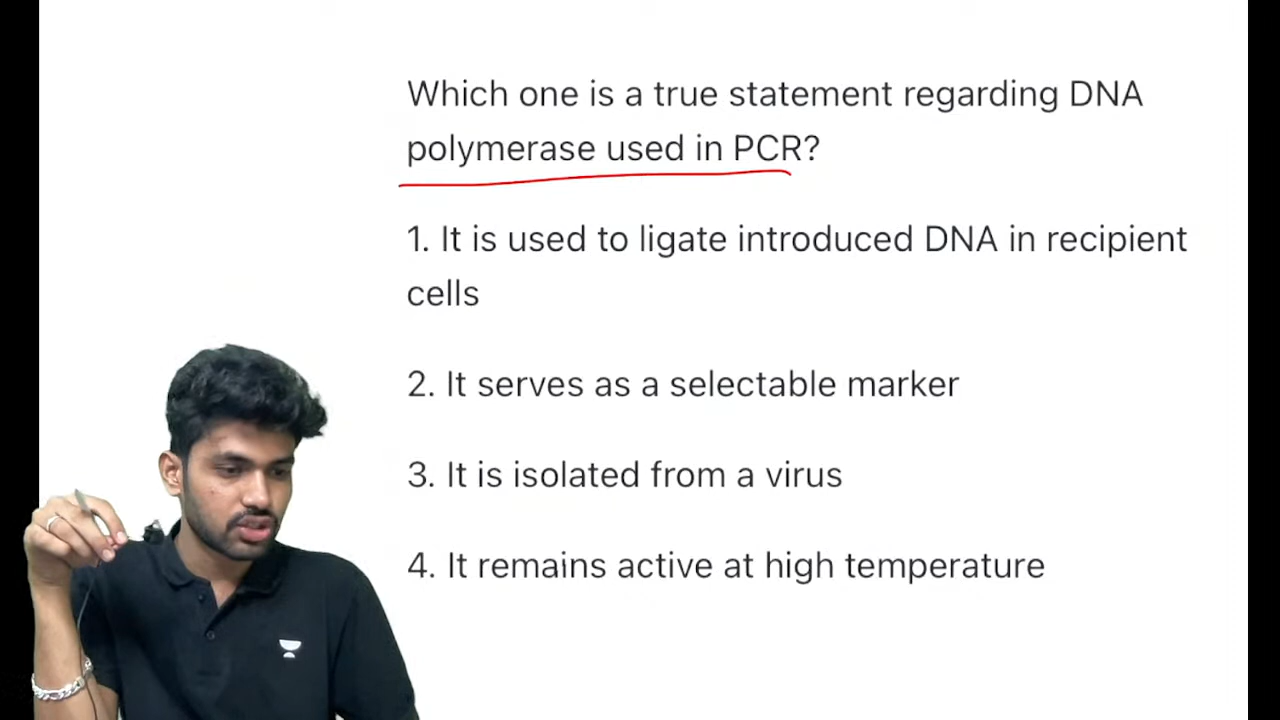 Which one is a true statement regarding DNA
polymerase used in PCR?
1. It is used to ligate introduced DNA in recipient
cells
2. It serves as a selectable marker
3. It is isolated from a virus
4. It remains active at high temperature